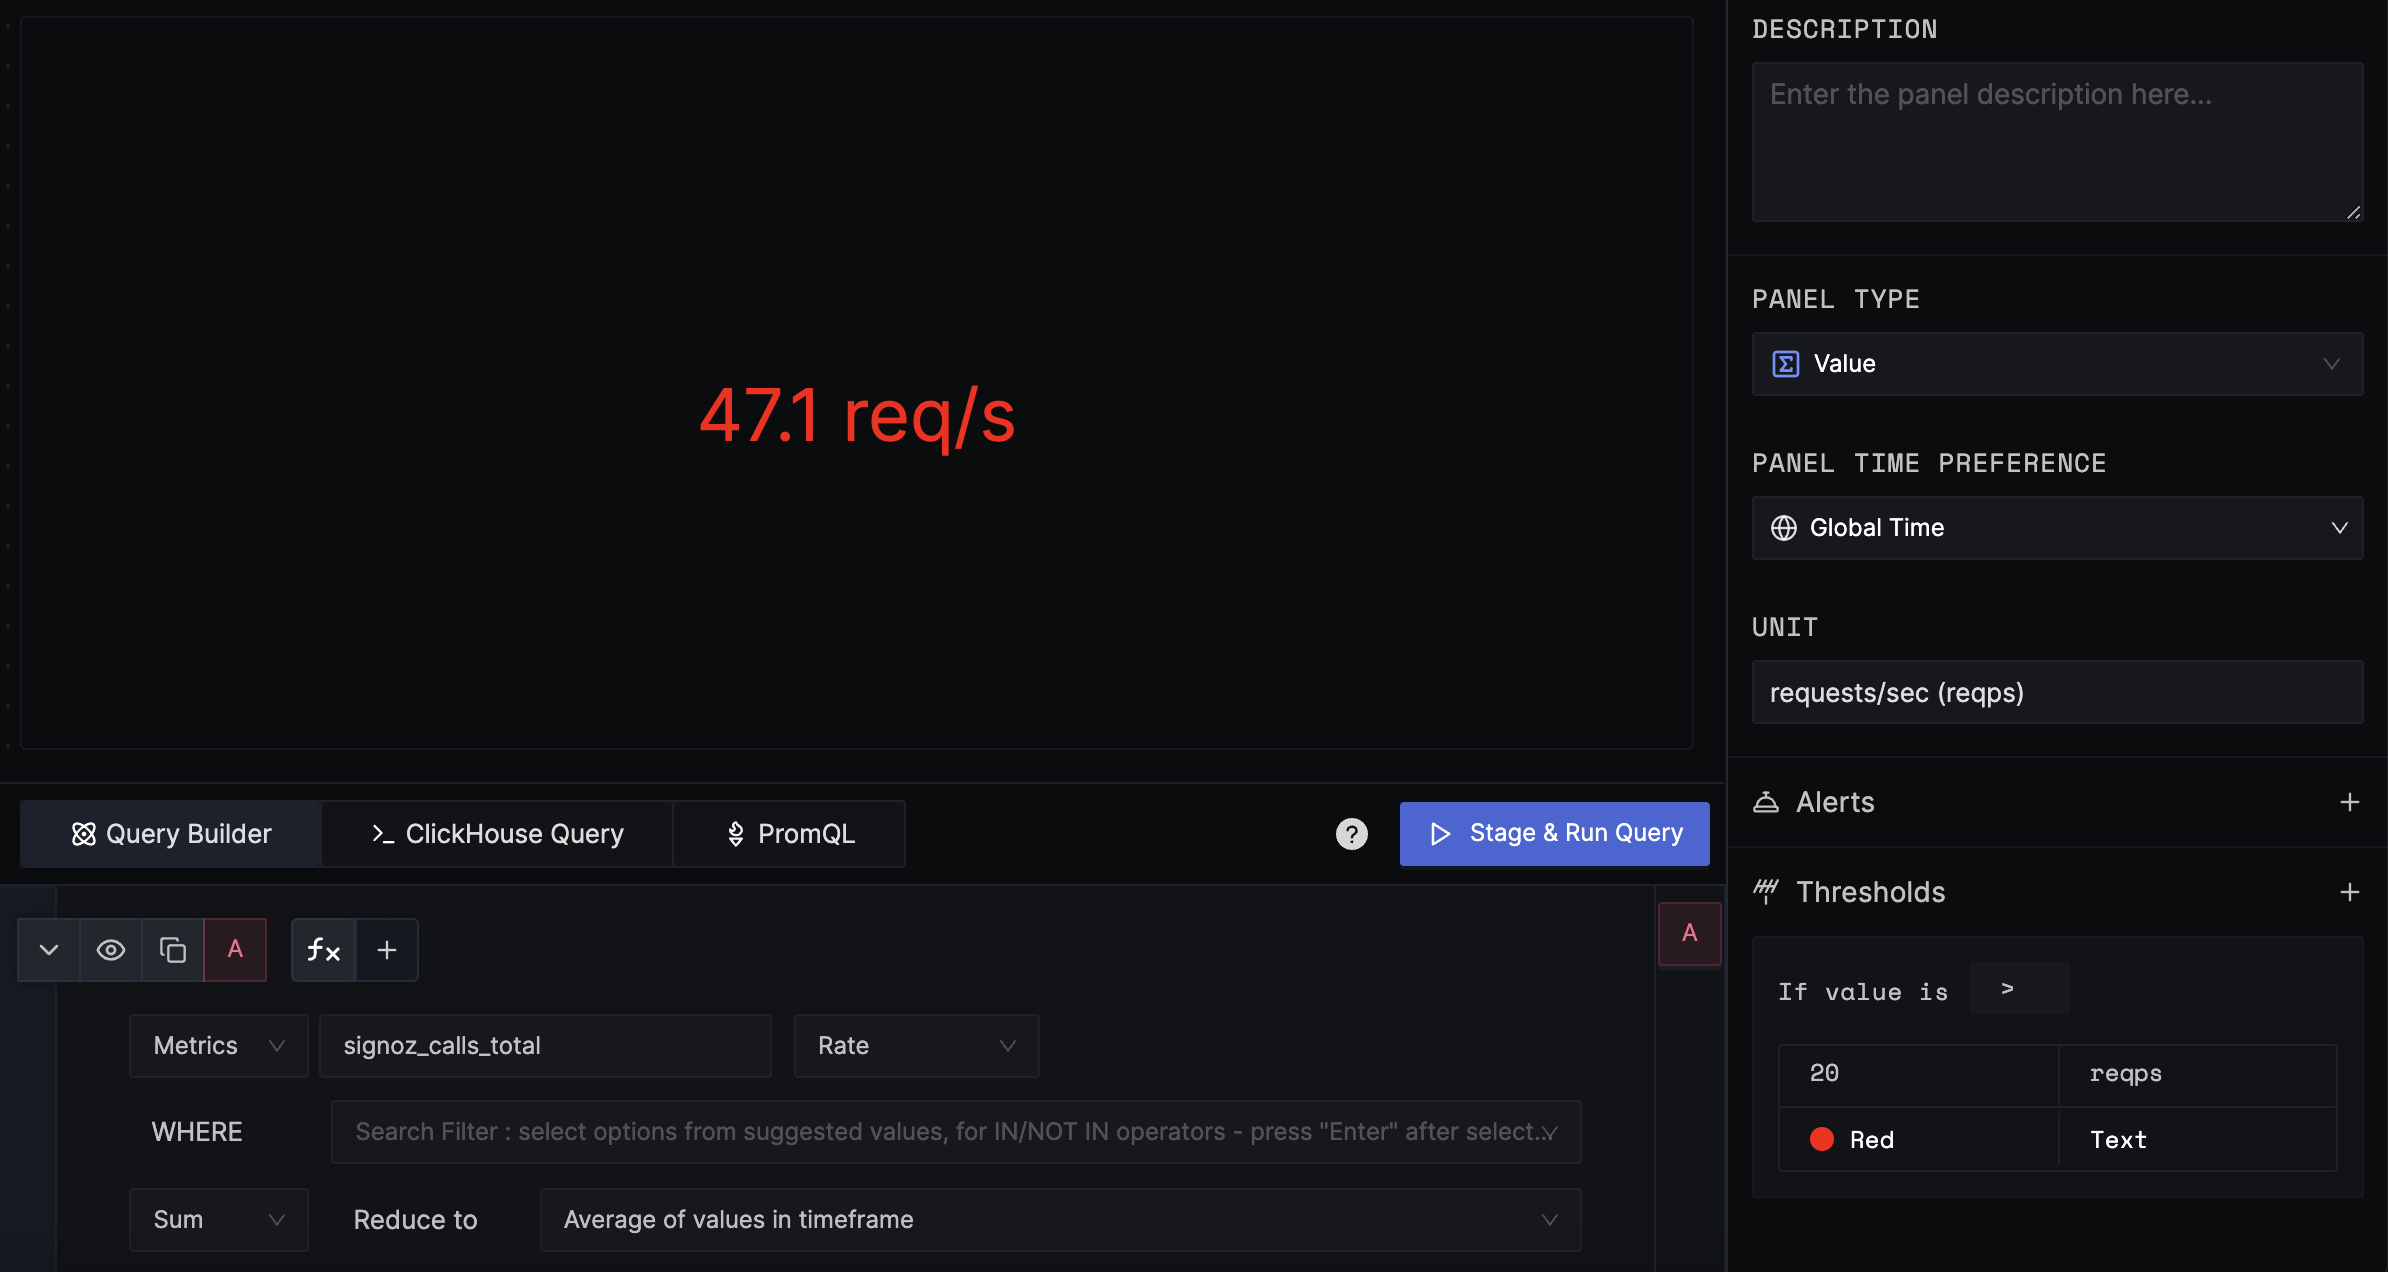 47.1 req/s
Query Builder
ClickHouse Query
PromQL
?
Stage & Run Query
A
fx
+
A
Metrics
signoz_calls_total
Rate
WHERE
Search Filter : select options from suggested values, for IN/NOT IN operators - press "Enter" after select...
Sum
Reduce to
Average of values in timeframe
DESCRIPTION
Enter the panel description here...
PANEL TYPE
Value
PANEL TIME PREFERENCE
Global Time
UNIT
requests/sec (reqps)
Alerts
+
Thresholds
+
If value is >
20 reqps
Red Text